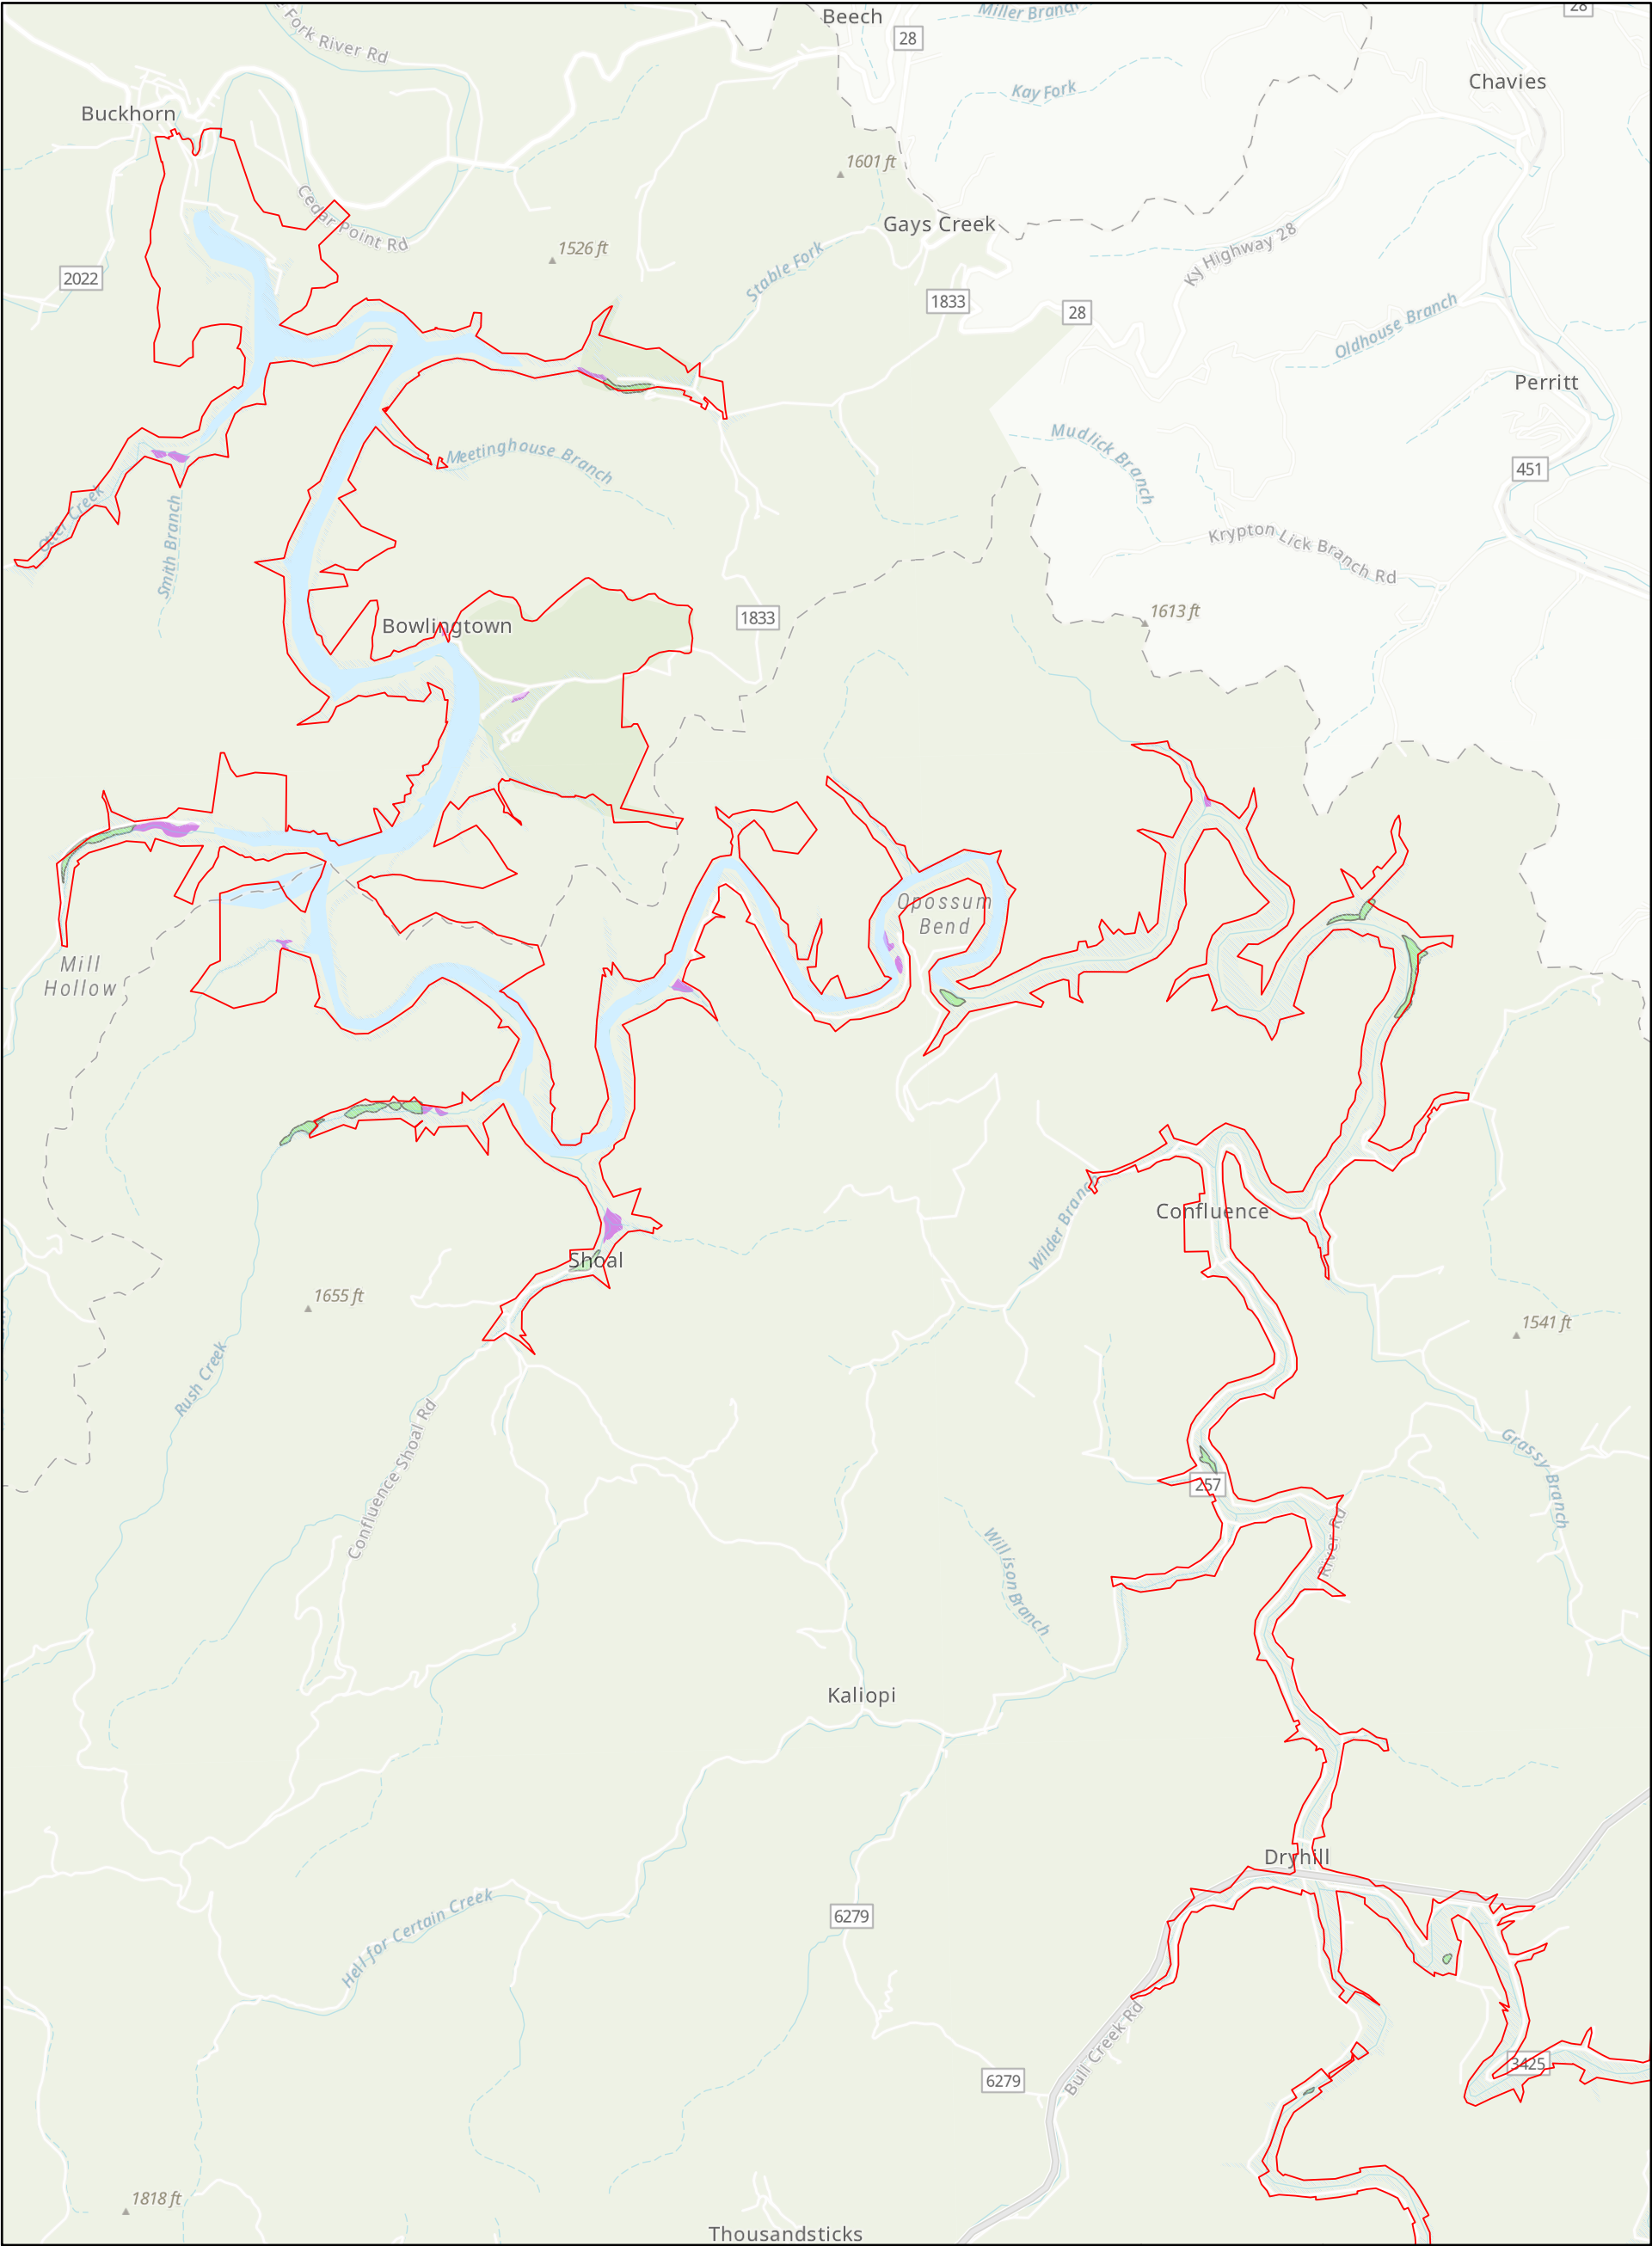 Beech
Miller Branch
28
28
Fork River Rd
Buckhorn
Kay Fork
Chavies
1601 ft
Cedar Point Rd
Gays Creek
1526 ft
Stable Fork
Ky Highway 28
2022
1833
28
Oldhouse Branch
Perritt
Meetinghouse Branch
Mudlick Branch
451
Otter Creek
Smith Branch
Krypton Lick Branch Rd
1833
1613 ft
Bowlingtown
Opossum
Bend
Mill
Hollow
Wilder Branch
Confluence
Shoal
1655 ft
1541 ft
Rush Creek
Confluence Shoal Rd
Grassy Branch
257
River Rd
Willison Branch
Kaliopi
Dryhill
6279
Hell for Certain Creek
Bull Creek Rd
6279
3425
1818 ft
Thousandsticks